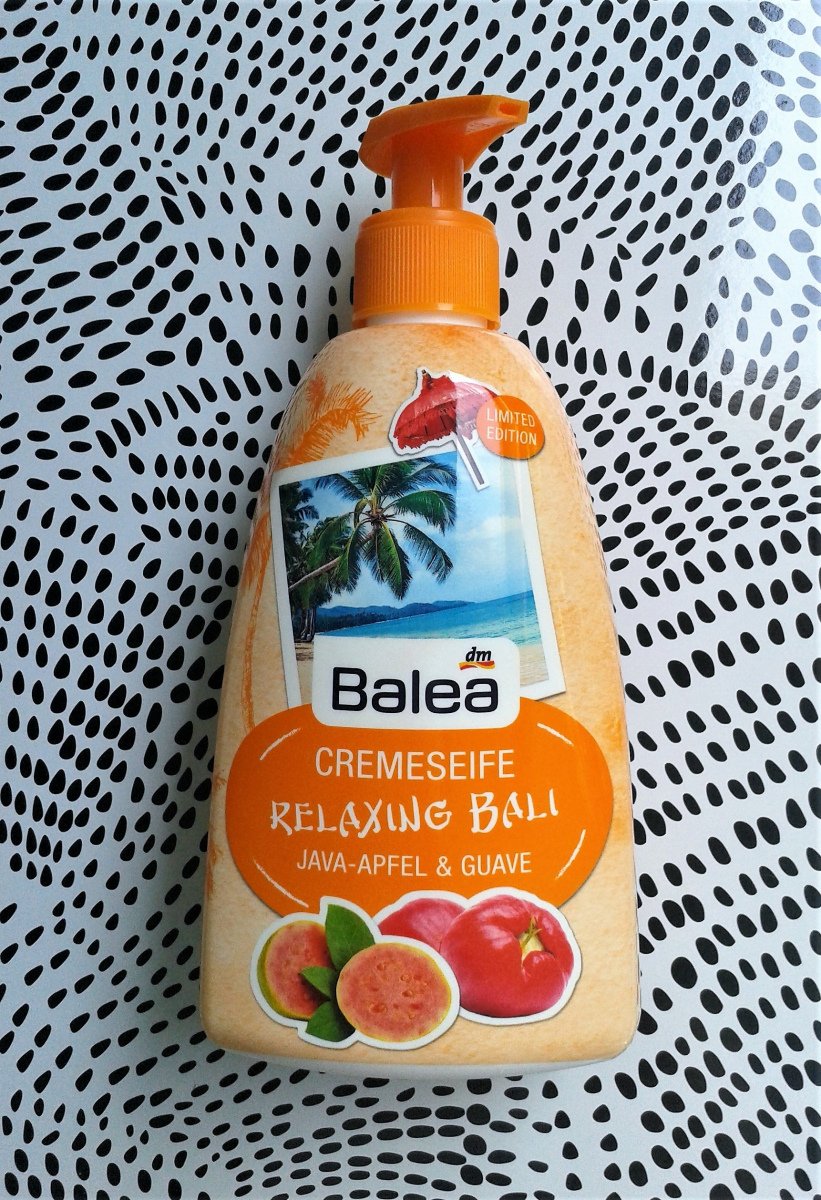 LIMITED
EDITION
dm
Balea
CREMESEIFE
RELAXING BALI
JAVA-APFEL & GUAVE